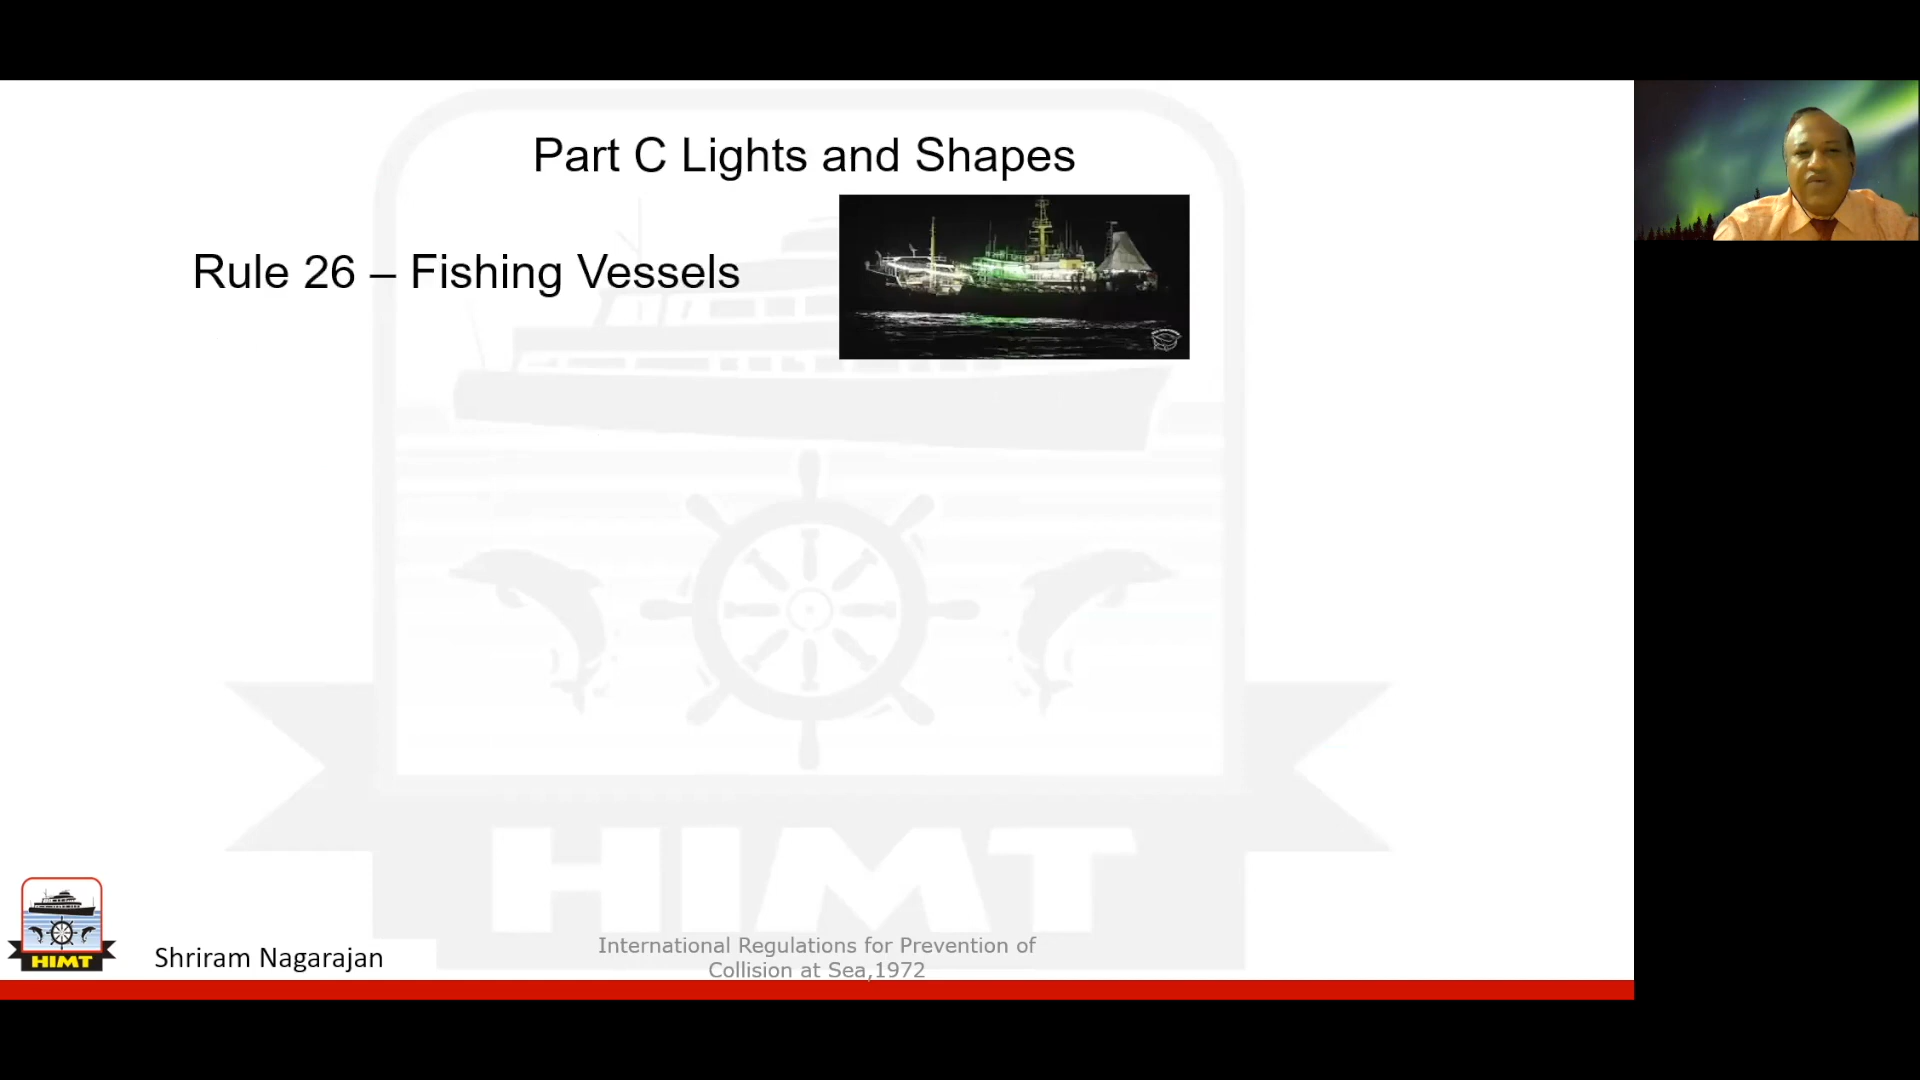 Part C Lights and Shapes
Rule 26 – Fishing Vessels
HIMT
HIMT
Shriram Nagarajan
International Regulations for Prevention of
Collision at Sea,1972